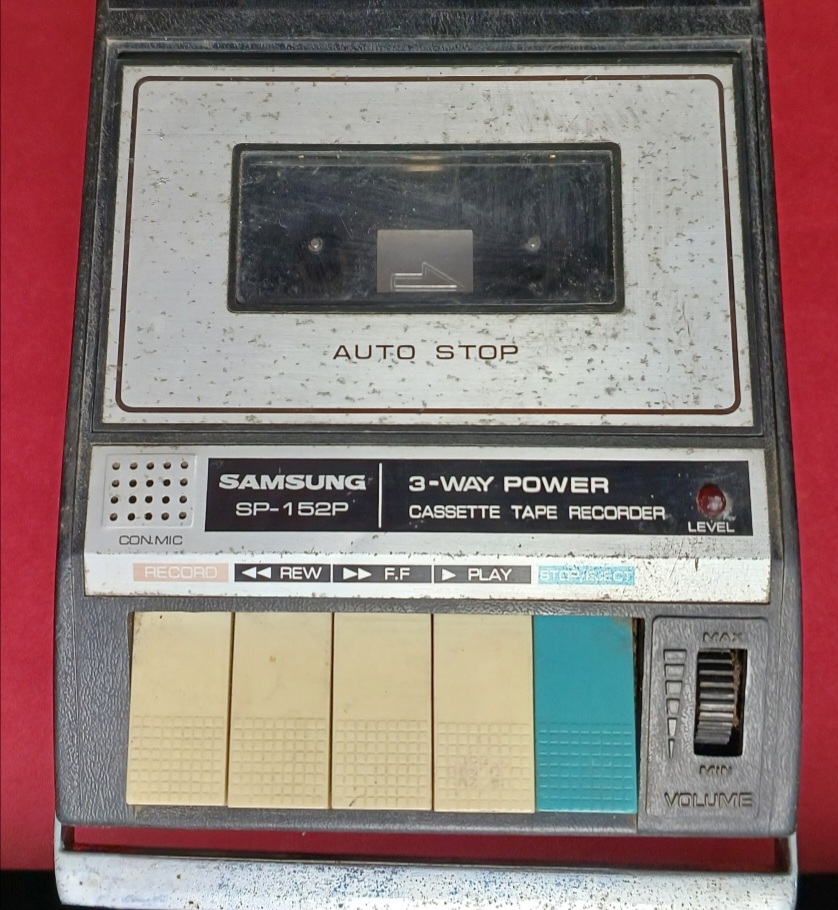 AUTO STOP
SAMSUNG
SP-152P
3-WAY POWER
CASSETTE TAPE RECORDER
LEVEL
CON.MIC
RECORD
REW
F.F
PLAY
STOP/EJECT
MAX
MIN
VOLUME